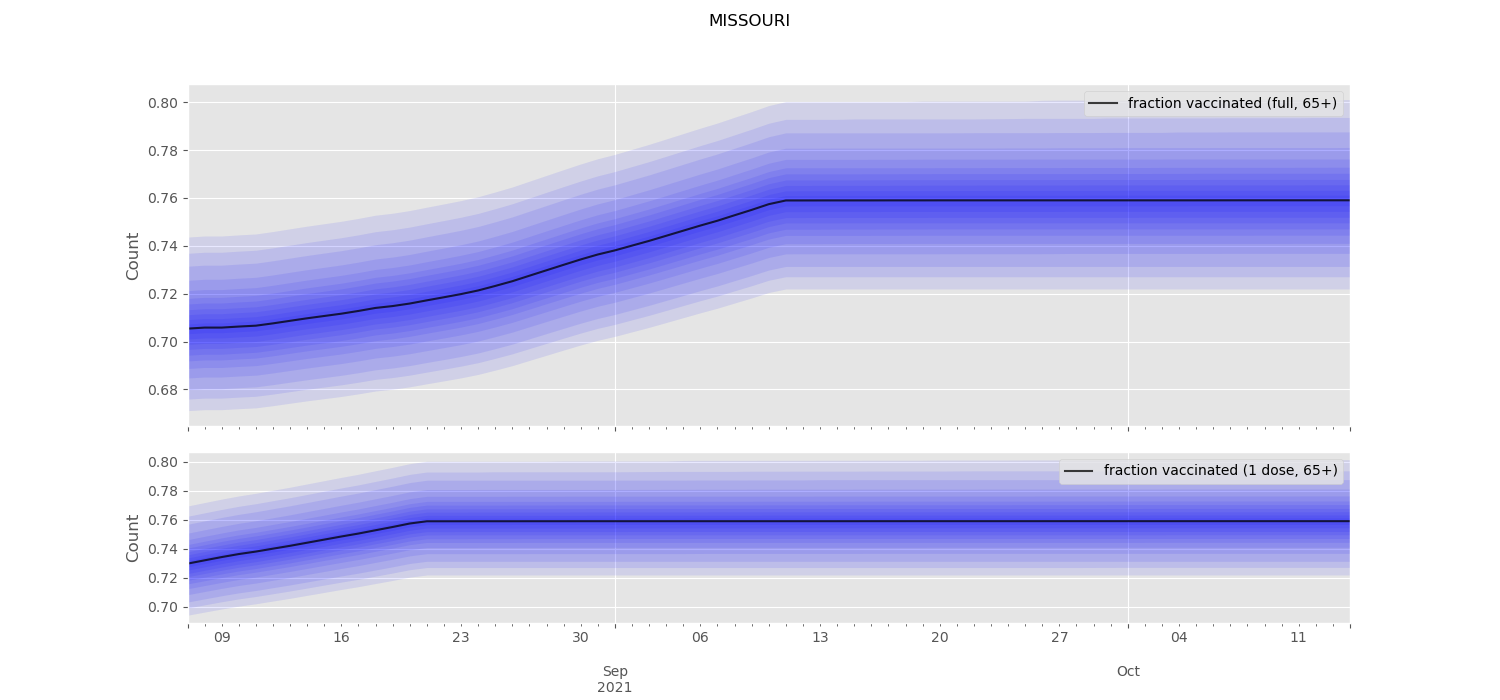 MISSOURI
Count
0.80
0.78
0.76
0.74
0.72
0.70
0.68
fraction vaccinated (full, 65+)
Count
0.80
0.78
0.76
0.74
0.72
0.70
fraction vaccinated (1 dose, 65+)
09 16 23 30 06 13 20 27 04 11
Sep Oct
2021